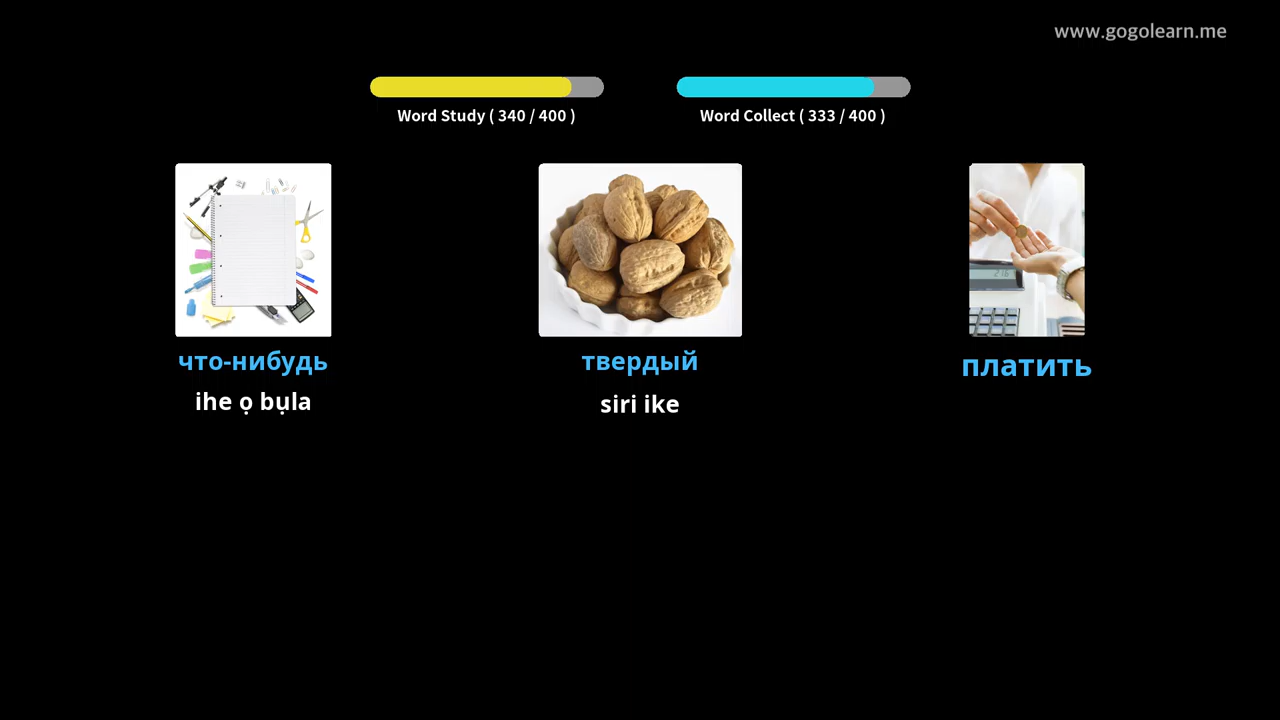 www.gogolearn.me
Word Study ( 340 / 400 )
Word Collect ( 333 / 400 )
что-нибудь
ihe ọ bụla
твердый
siri ike
платить